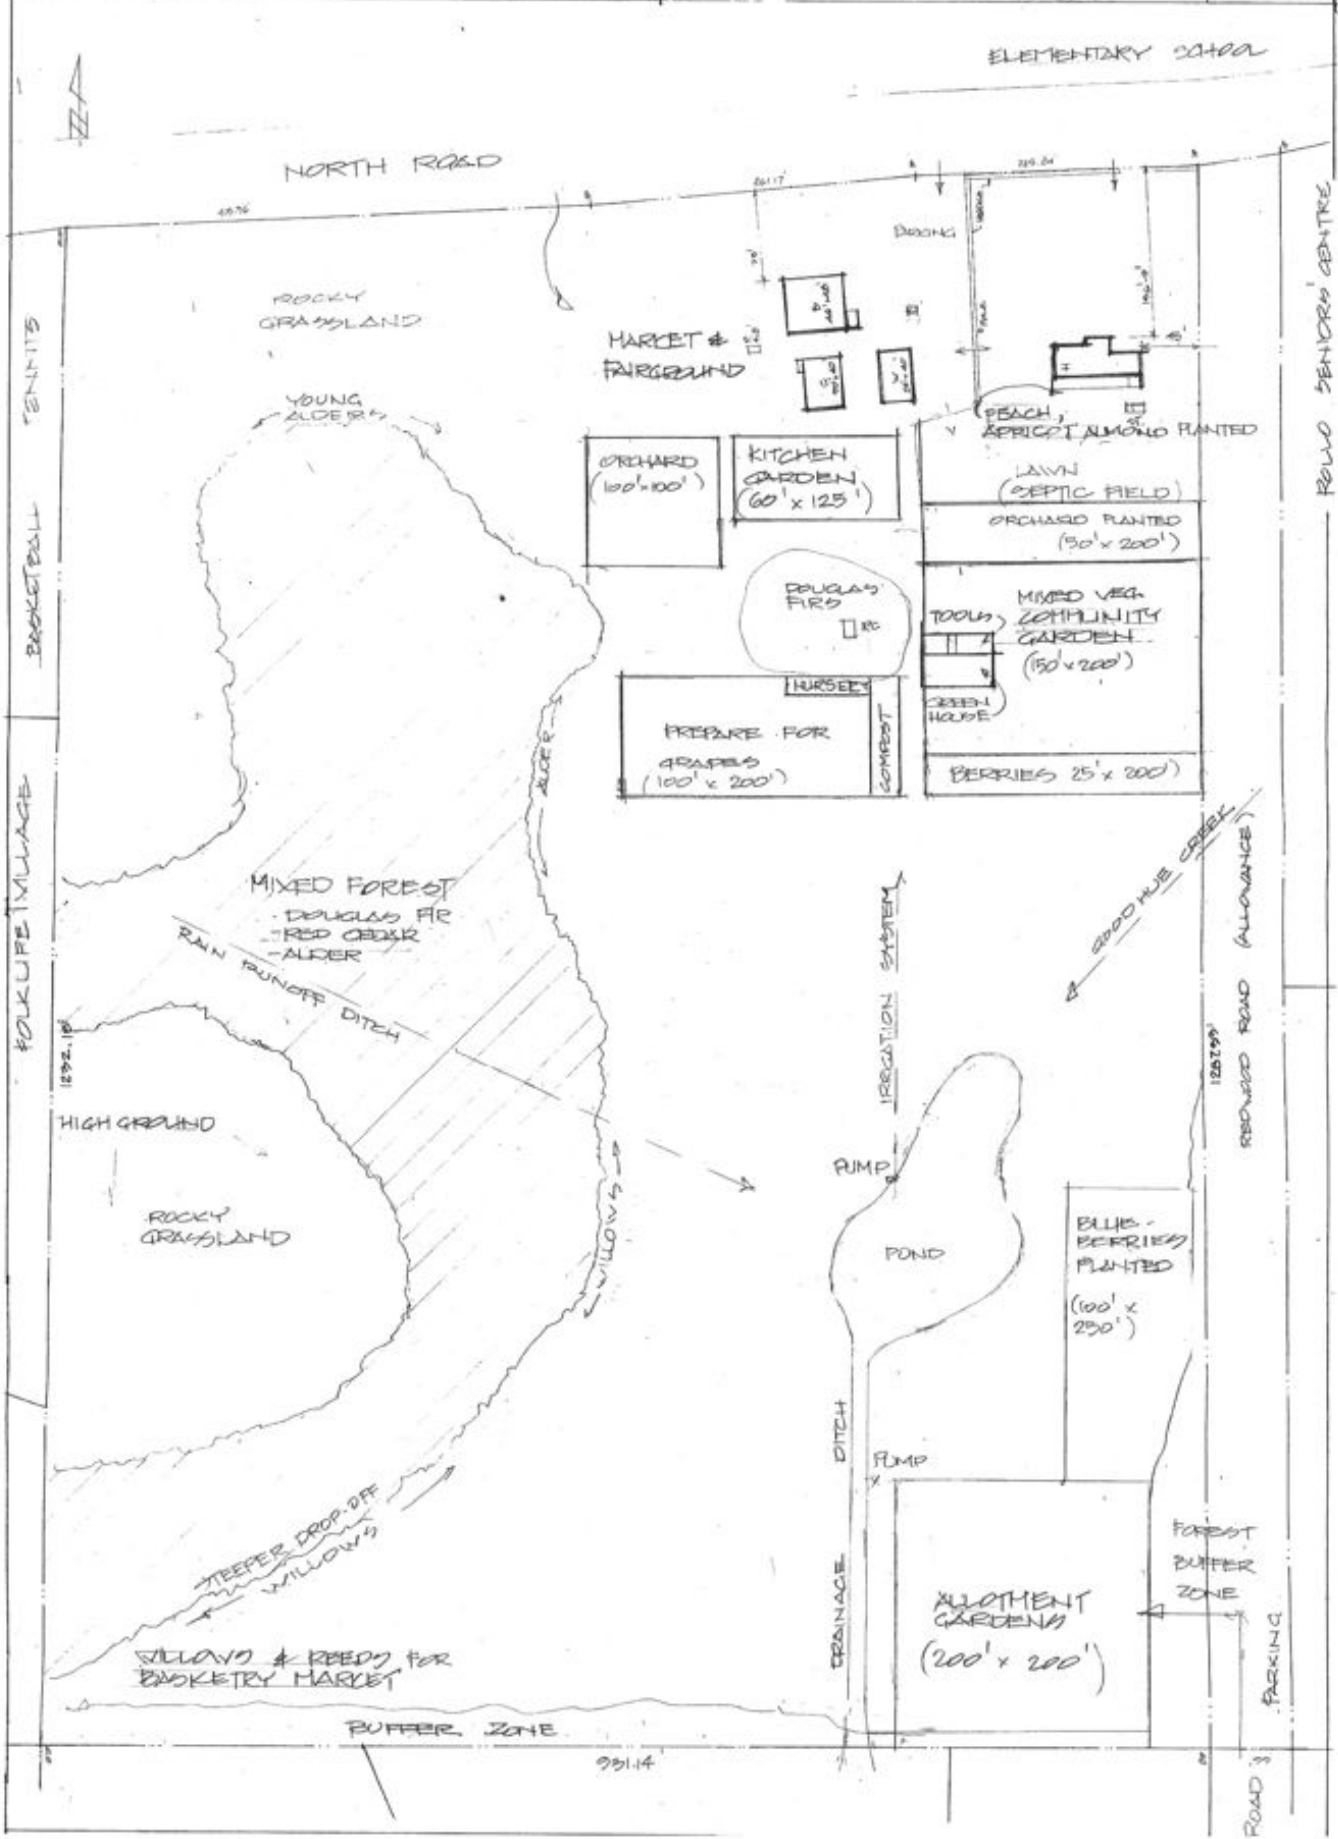 ELEMENTARY SCHOOL
NORTH ROAD
ROLLO SENIORS' CENTRE
TENNIS
BASKETBALL
FOLKLIFE VILLAGE
ROCKY
GRASSLAND
YOUNG
ALDERS
MARKET &
FAIRGROUND
PARKING
PEACH,
APRICOT ALMOND PLANTED
LAWN
(SEPTIC FIELD)
ORCHARD
(100'x100')
KITCHEN
GARDEN
(60' x 125')
ORCHARD PLANTED
(50' x 200')
DOUGLAS
FIRS
TOOLS
MIXED VEG.
COMMUNITY
GARDEN
(150' x 200')
GREEN
HOUSE
NURSERY
PREPARE FOR
GRAPES
(100' x 200')
COMPOST
BERRIES 25' x 200')
ALDER
MIXED FOREST
- DOUGLAS FIR
- RED CEDAR
- ALDER
RAIN RUNOFF DITCH
IRRIGATION SYSTEM
GOODHUE CREEK
REDWOOD ROAD (ALLOWANCE)
1232.18'
HIGH GROUND
ROCKY
GRASSLAND
WILLOWS
PUMP
POND
BLUE-
BERRIES
PLANTED
(100' x
250')
DRAINAGE DITCH
PUMP
STEEPER DROP-OFF
WILLOWS
ALLOTMENT
GARDENS
(200' x 200')
FOREST
BUFFER
ZONE
PARKING
WILLOWS & REEDS FOR
BASKETRY MARKET
BUFFER ZONE
931.14'
ROAD